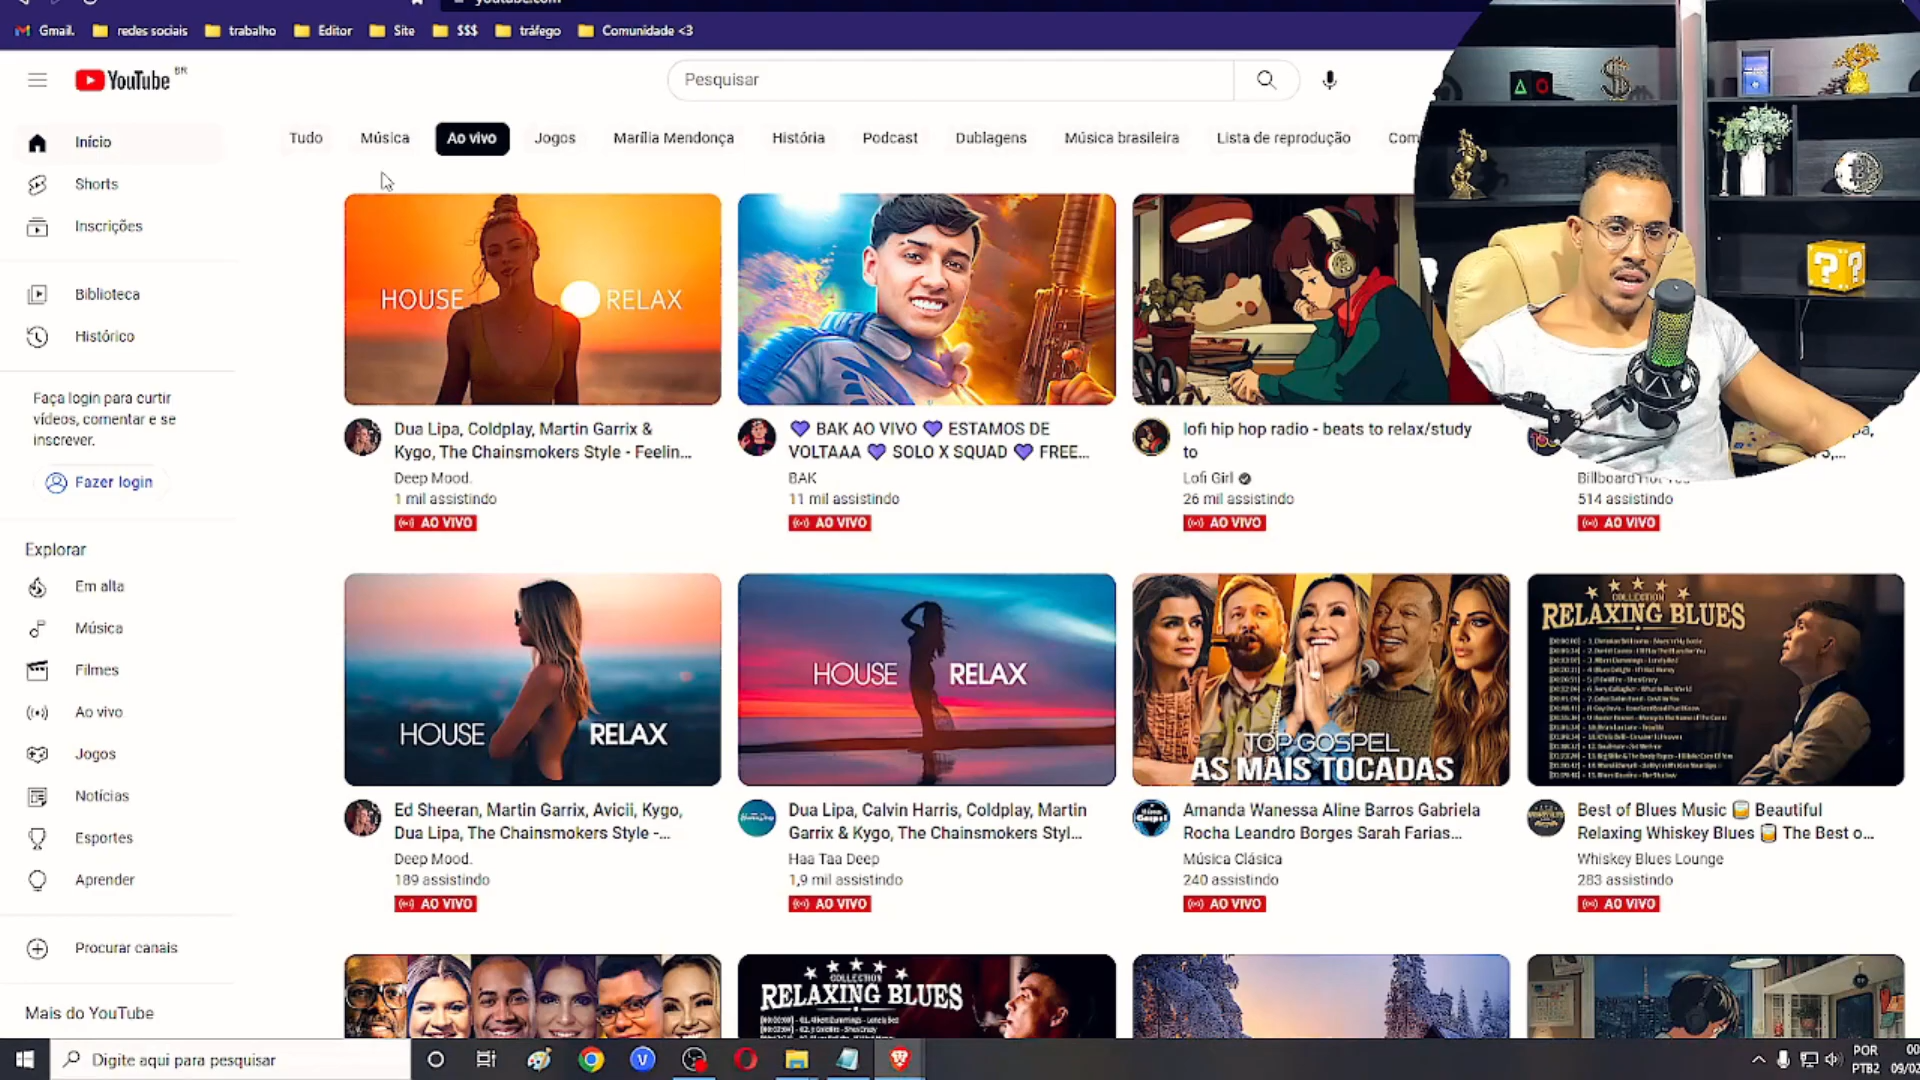 youtube.com
Gmail.
redes sociais
trabalho
Editor
Site
$$$
tráfego
Comunidade <3
YouTube BR
Pesquisar
Tudo
Música
Ao vivo
Jogos
Marília Mendonça
História
Podcast
Dublagens
Música brasileira
Lista de reprodução
Início
Shorts
Inscrições
Biblioteca
Histórico
Faça login para curtir
vídeos, comentar e se
inscrever.
Fazer login
Explorar
Em alta
Música
Filmes
Ao vivo
Jogos
Notícias
Esportes
Aprender
Procurar canais
Mais do YouTube
HOUSE RELAX
Dua Lipa, Coldplay, Martin Garrix &
Kygo, The Chainsmokers Style - Feelin...
Deep Mood.
1 mil assistindo
AO VIVO
💜 BAK AO VIVO 💜 ESTAMOS DE
VOLTAAA 💜 SOLO X SQUAD 💜 FREE...
BAK
11 mil assistindo
AO VIVO
lofi hip hop radio - beats to relax/study
to
Lofi Girl
26 mil assistindo
AO VIVO
Billboard
514 assistindo
AO VIVO
HOUSE RELAX
Ed Sheeran, Martin Garrix, Avicii, Kygo,
Dua Lipa, The Chainsmokers Style -...
Deep Mood.
189 assistindo
AO VIVO
HOUSE RELAX
Dua Lipa, Calvin Harris, Coldplay, Martin
Garrix & Kygo, The Chainsmokers Styl...
Haa Taa Deep
1,9 mil assistindo
AO VIVO
TOP GOSPEL
AS MAIS TOCADAS
Amanda Wanessa Aline Barros Gabriela
Rocha Leandro Borges Sarah Farias...
Música Clásica
240 assistindo
AO VIVO
COLLECTION
RELAXING BLUES
Best of Blues Music 🥃 Beautiful
Relaxing Whiskey Blues 🥃 The Best o...
Whiskey Blues Lounge
283 assistindo
AO VIVO
COLLECTION
RELAXING BLUES
Digite aqui para pesquisar
POR
PTB2